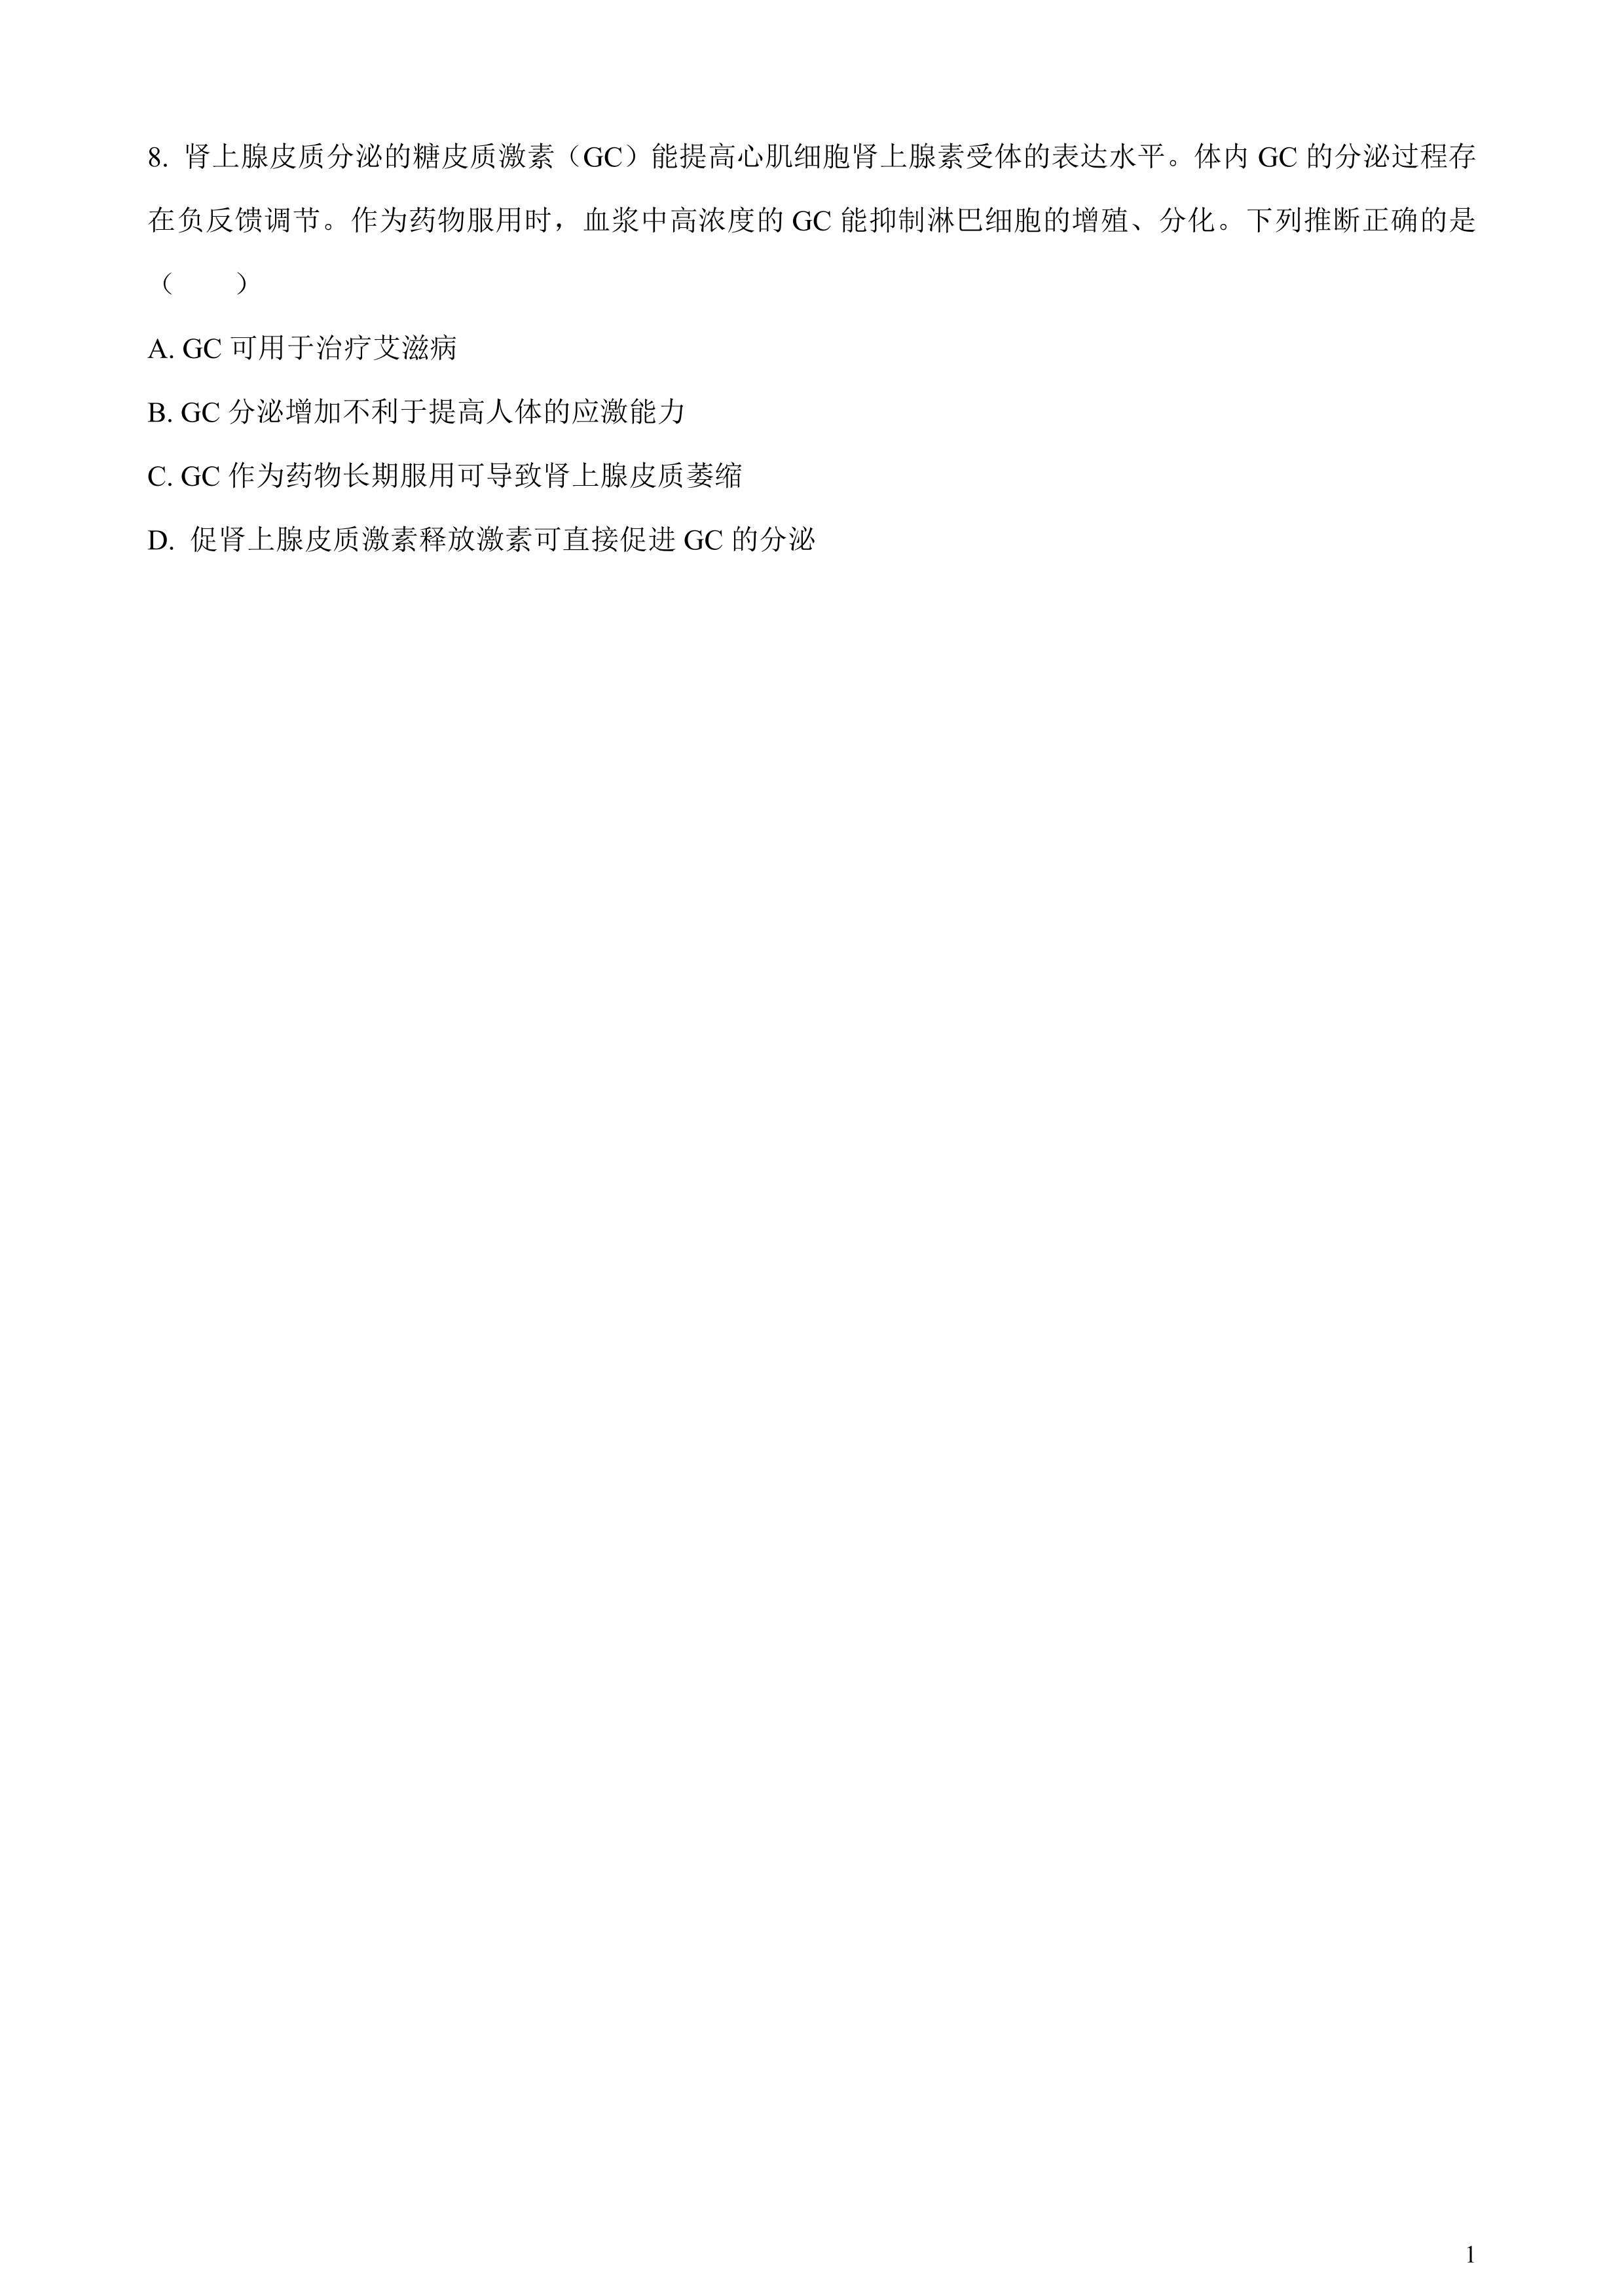 8. 肾上腺皮质分泌的糖皮质激素（GC）能提高心肌细胞肾上腺素受体的表达水平。体内 GC 的分泌过程存
在负反馈调节。作为药物服用时，血浆中高浓度的 GC 能抑制淋巴细胞的增殖、分化。下列推断正确的是
（　　）
A. GC 可用于治疗艾滋病
B. GC 分泌增加不利于提高人体的应激能力
C. GC 作为药物长期服用可导致肾上腺皮质萎缩
D. 促肾上腺皮质激素释放激素可直接促进 GC 的分泌
1